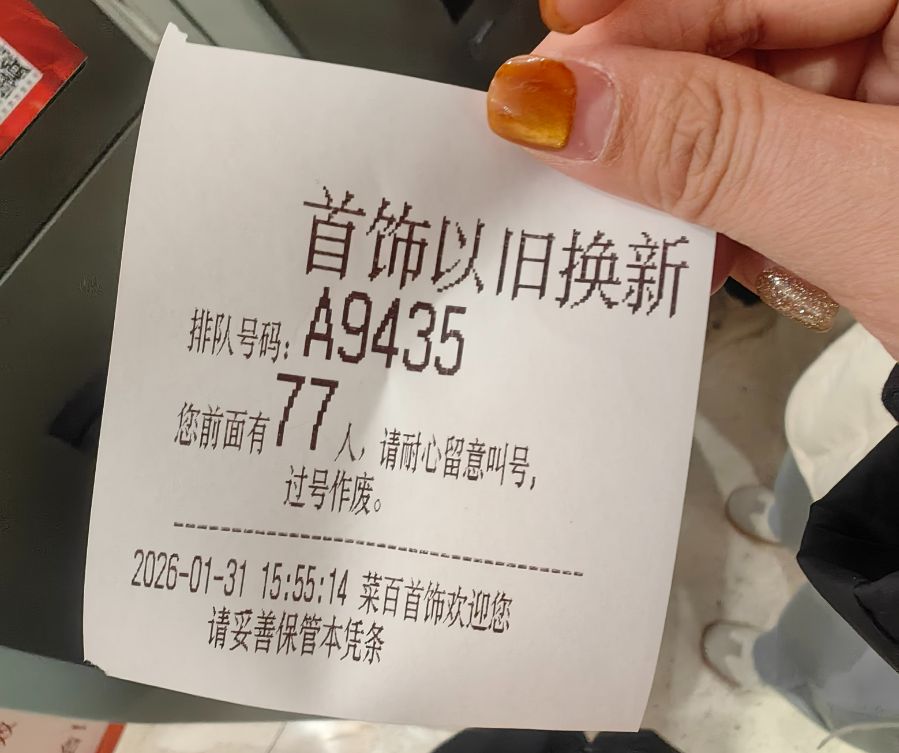 首饰以旧换新
排队号码: A9435
您前面有77人, 请耐心留意叫号,
过号作废。
--------------------------------------------
2026-01-31 15:55:14 菜百首饰欢迎您
请妥善保管本凭条